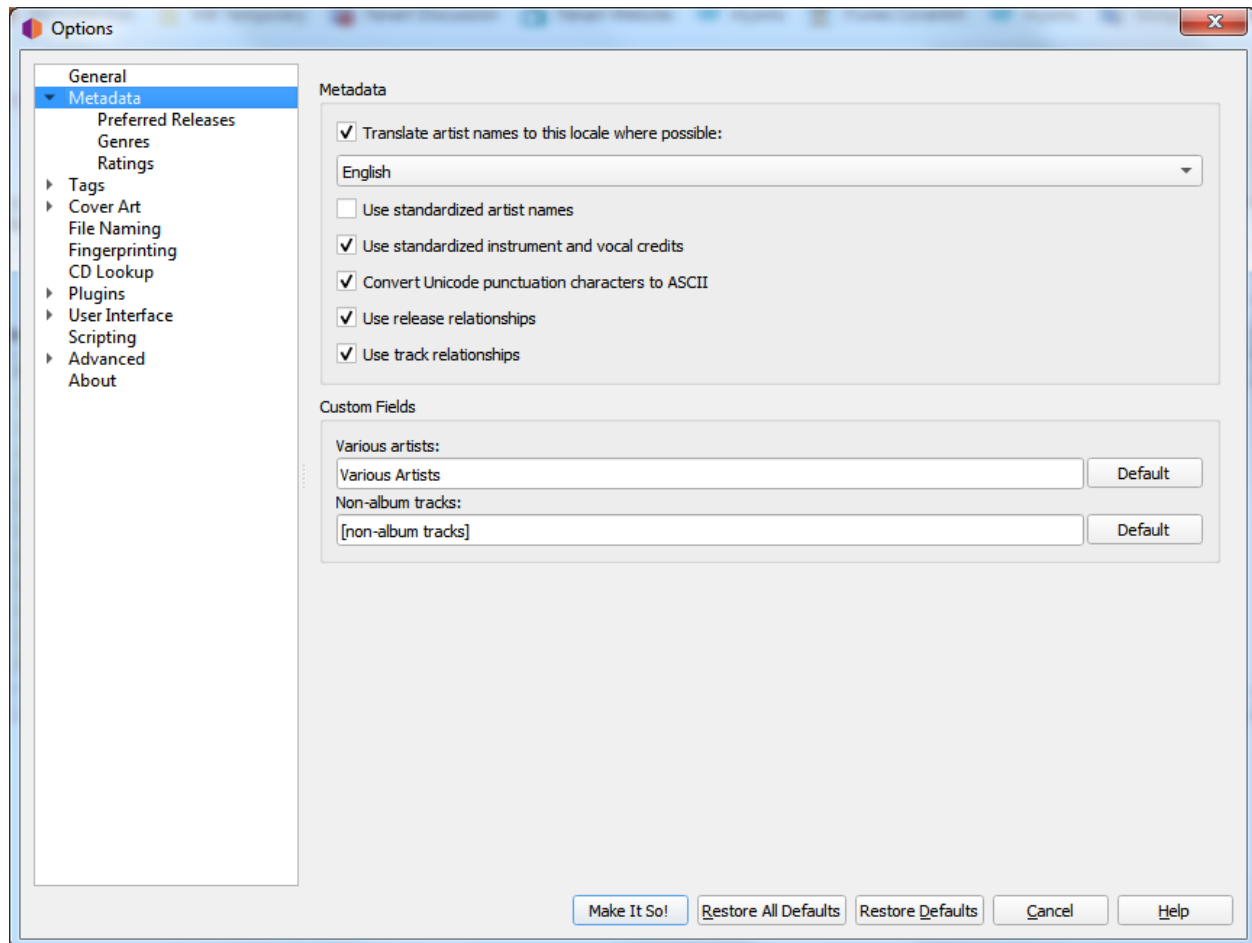 Options
General
Metadata
Preferred Releases
Genres
Ratings
Tags
Cover Art
File Naming
Fingerprinting
CD Lookup
Plugins
User Interface
Scripting
Advanced
About
Metadata
Translate artist names to this locale where possible:
English
Use standardized artist names
Use standardized instrument and vocal credits
Convert Unicode punctuation characters to ASCII
Use release relationships
Use track relationships
Custom Fields
Various artists:
Various Artists Default
Non-album tracks:
[non-album tracks] Default
Make It So! Restore All Defaults Restore Defaults Cancel Help